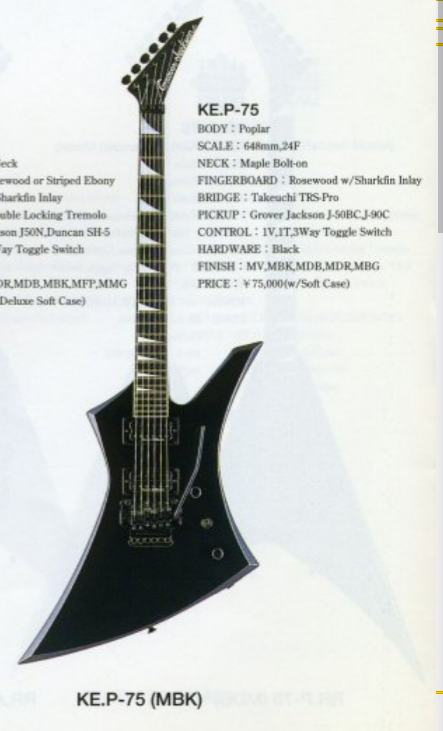 KE.P-75
BODY：Poplar
SCALE：648mm,24F
NECK：Maple Bolt-on
FINGERBOARD：Rosewood w/Sharkfin Inlay
BRIDGE：Takeuchi TRS-Pro
PICKUP：Grover Jackson J-50BC,J-90C
CONTROL：1V,1T,3Way Toggle Switch
HARDWARE：Black
FINISH：MV,MBK,MDB,MDR,MBG
PRICE：￥75,000(w/Soft Case)
eck
ewood or Striped Ebony
harkfin Inlay
uble Locking Tremolo
son J50N,Duncan SH-5
ay Toggle Switch
DR,MDB,MBK,MFP,MMG
Deluxe Soft Case)
KE.P-75 (MBK)